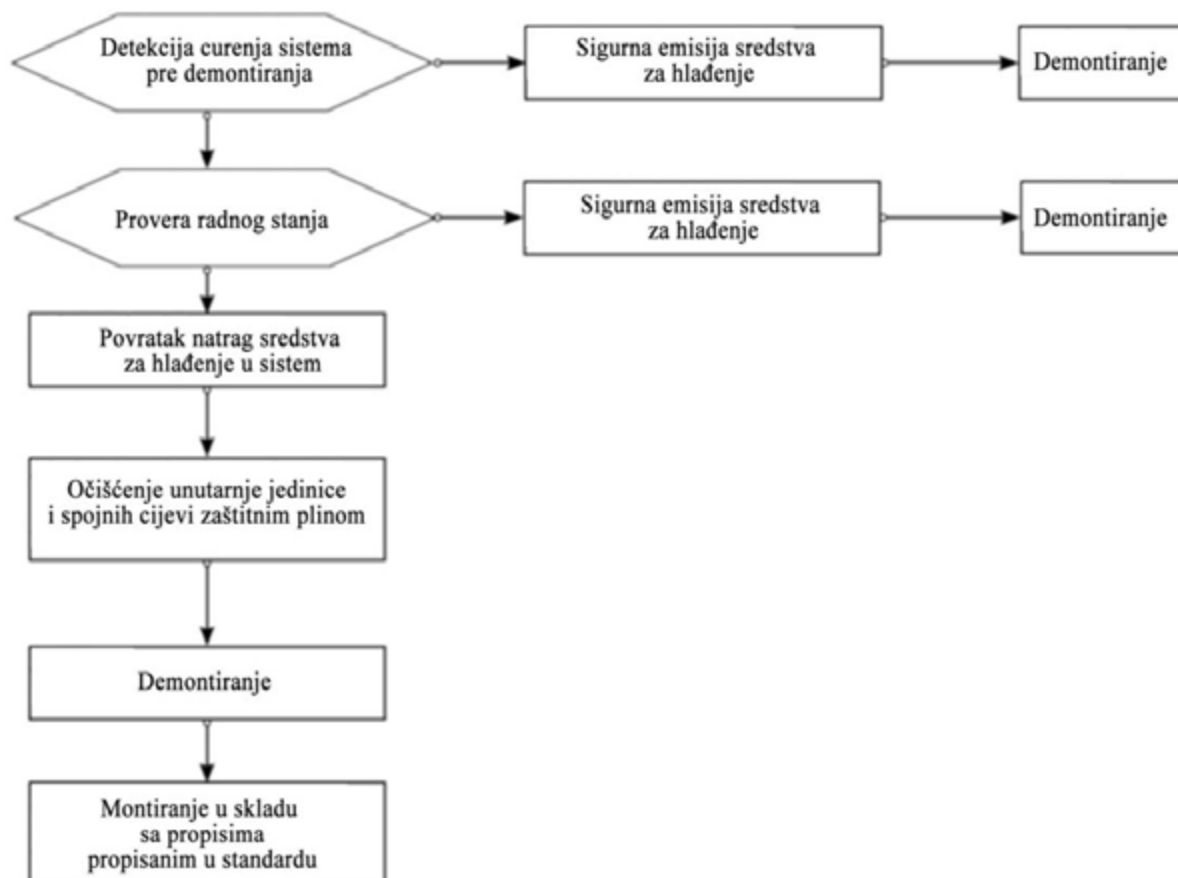 Detekcija curenja sistema
pre demontiranja
Sigurna emisija sredstva
za hlađenje
Demontiranje
Provera radnog stanja
Sigurna emisija sredstva
za hlađenje
Demontiranje
Povratak natrag sredstva
za hlađenje u sistem
Očišćenje unutarnje jedinice
i spojnih cijevi zaštitnim plinom
Demontiranje
Montiranje u skladu
sa propisima
propisanim u standardu